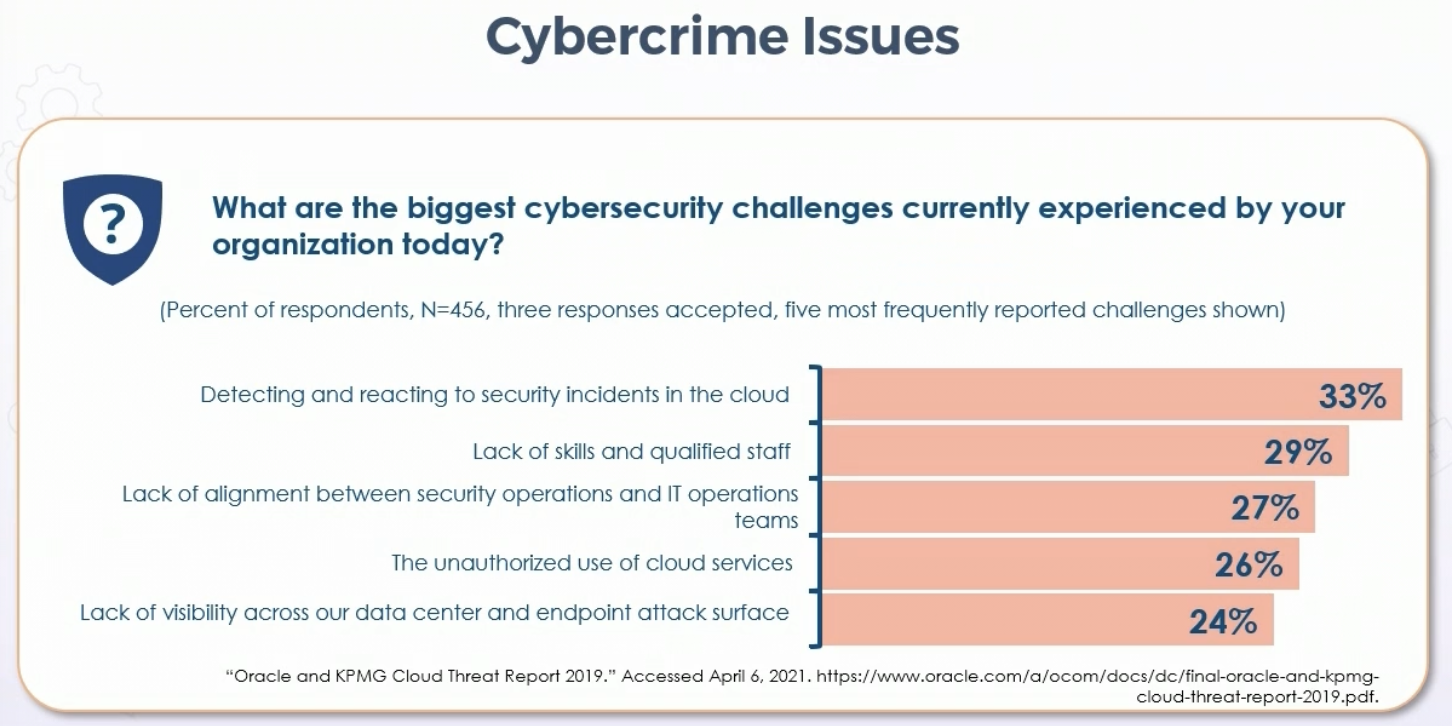 Cybercrime Issues
?
What are the biggest cybersecurity challenges currently experienced by your
organization today?
(Percent of respondents, N=456, three responses accepted, five most frequently reported challenges shown)
Detecting and reacting to security incidents in the cloud
33%
Lack of skills and qualified staff
29%
Lack of alignment between security operations and IT operations
teams
27%
The unauthorized use of cloud services
26%
Lack of visibility across our data center and endpoint attack surface
24%
“Oracle and KPMG Cloud Threat Report 2019.” Accessed April 6, 2021. https://www.oracle.com/a/ocom/docs/dc/final-oracle-and-kpmg-
cloud-threat-report-2019.pdf.